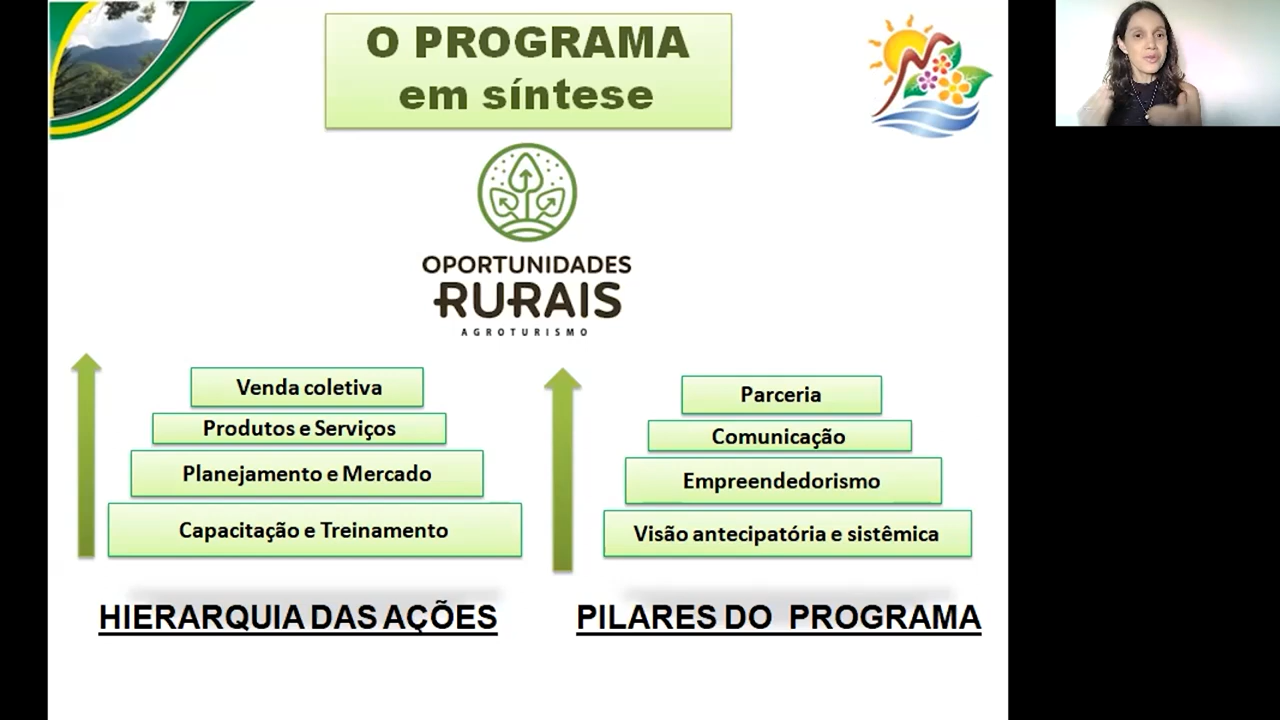 O PROGRAMA
em síntese
OPORTUNIDADES
RURAIS
AGROTURISMO
Venda coletiva
Produtos e Serviços
Planejamento e Mercado
Capacitação e Treinamento
HIERARQUIA DAS AÇÕES
Parceria
Comunicação
Empreendedorismo
Visão antecipatória e sistêmica
PILARES DO PROGRAMA